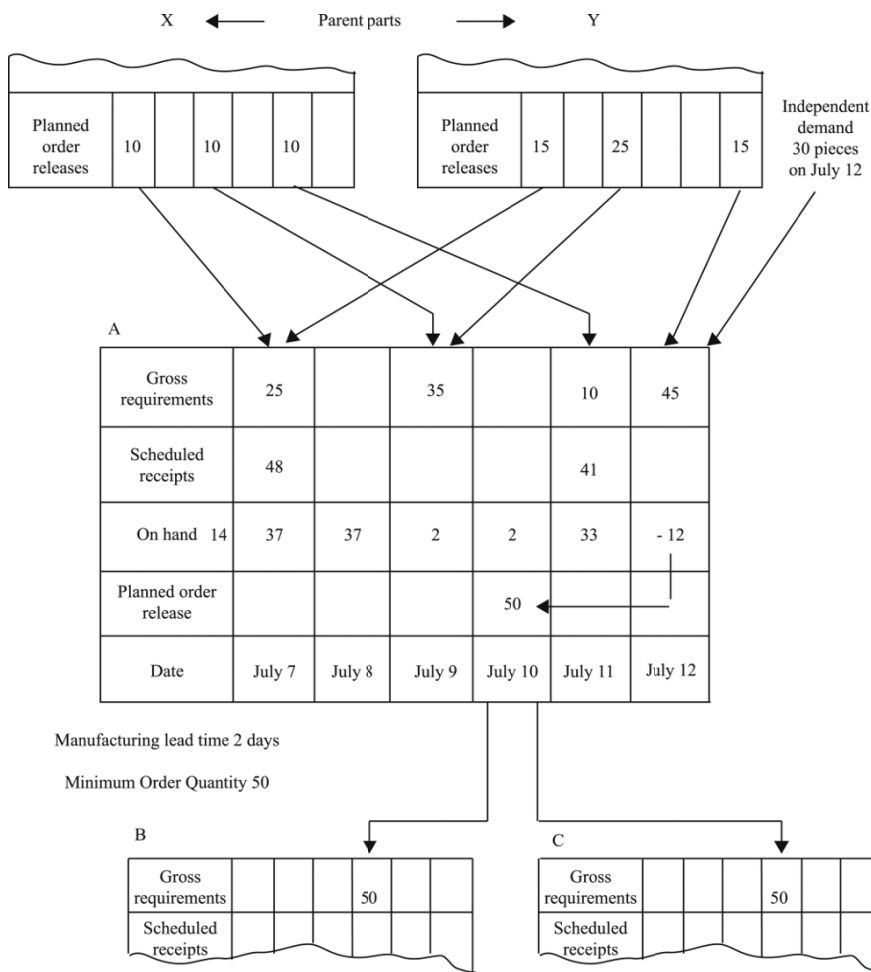 X Parent parts Y
Planned
order
releases
10 10 10
Planned
order
releases
15 25 15
Independent
demand
30 pieces
on July 12
A
Gross
requirements
25 35 10 45
Scheduled
receipts
48 41
On hand 14 37 37 2 2 33 - 12
Planned order
release
50
Date July 7 July 8 July 9 July 10 July 11 July 12
Manufacturing lead time 2 days
Minimum Order Quantity 50
B
Gross
requirements
50
Scheduled
receipts
C
Gross
requirements
50
Scheduled
receipts